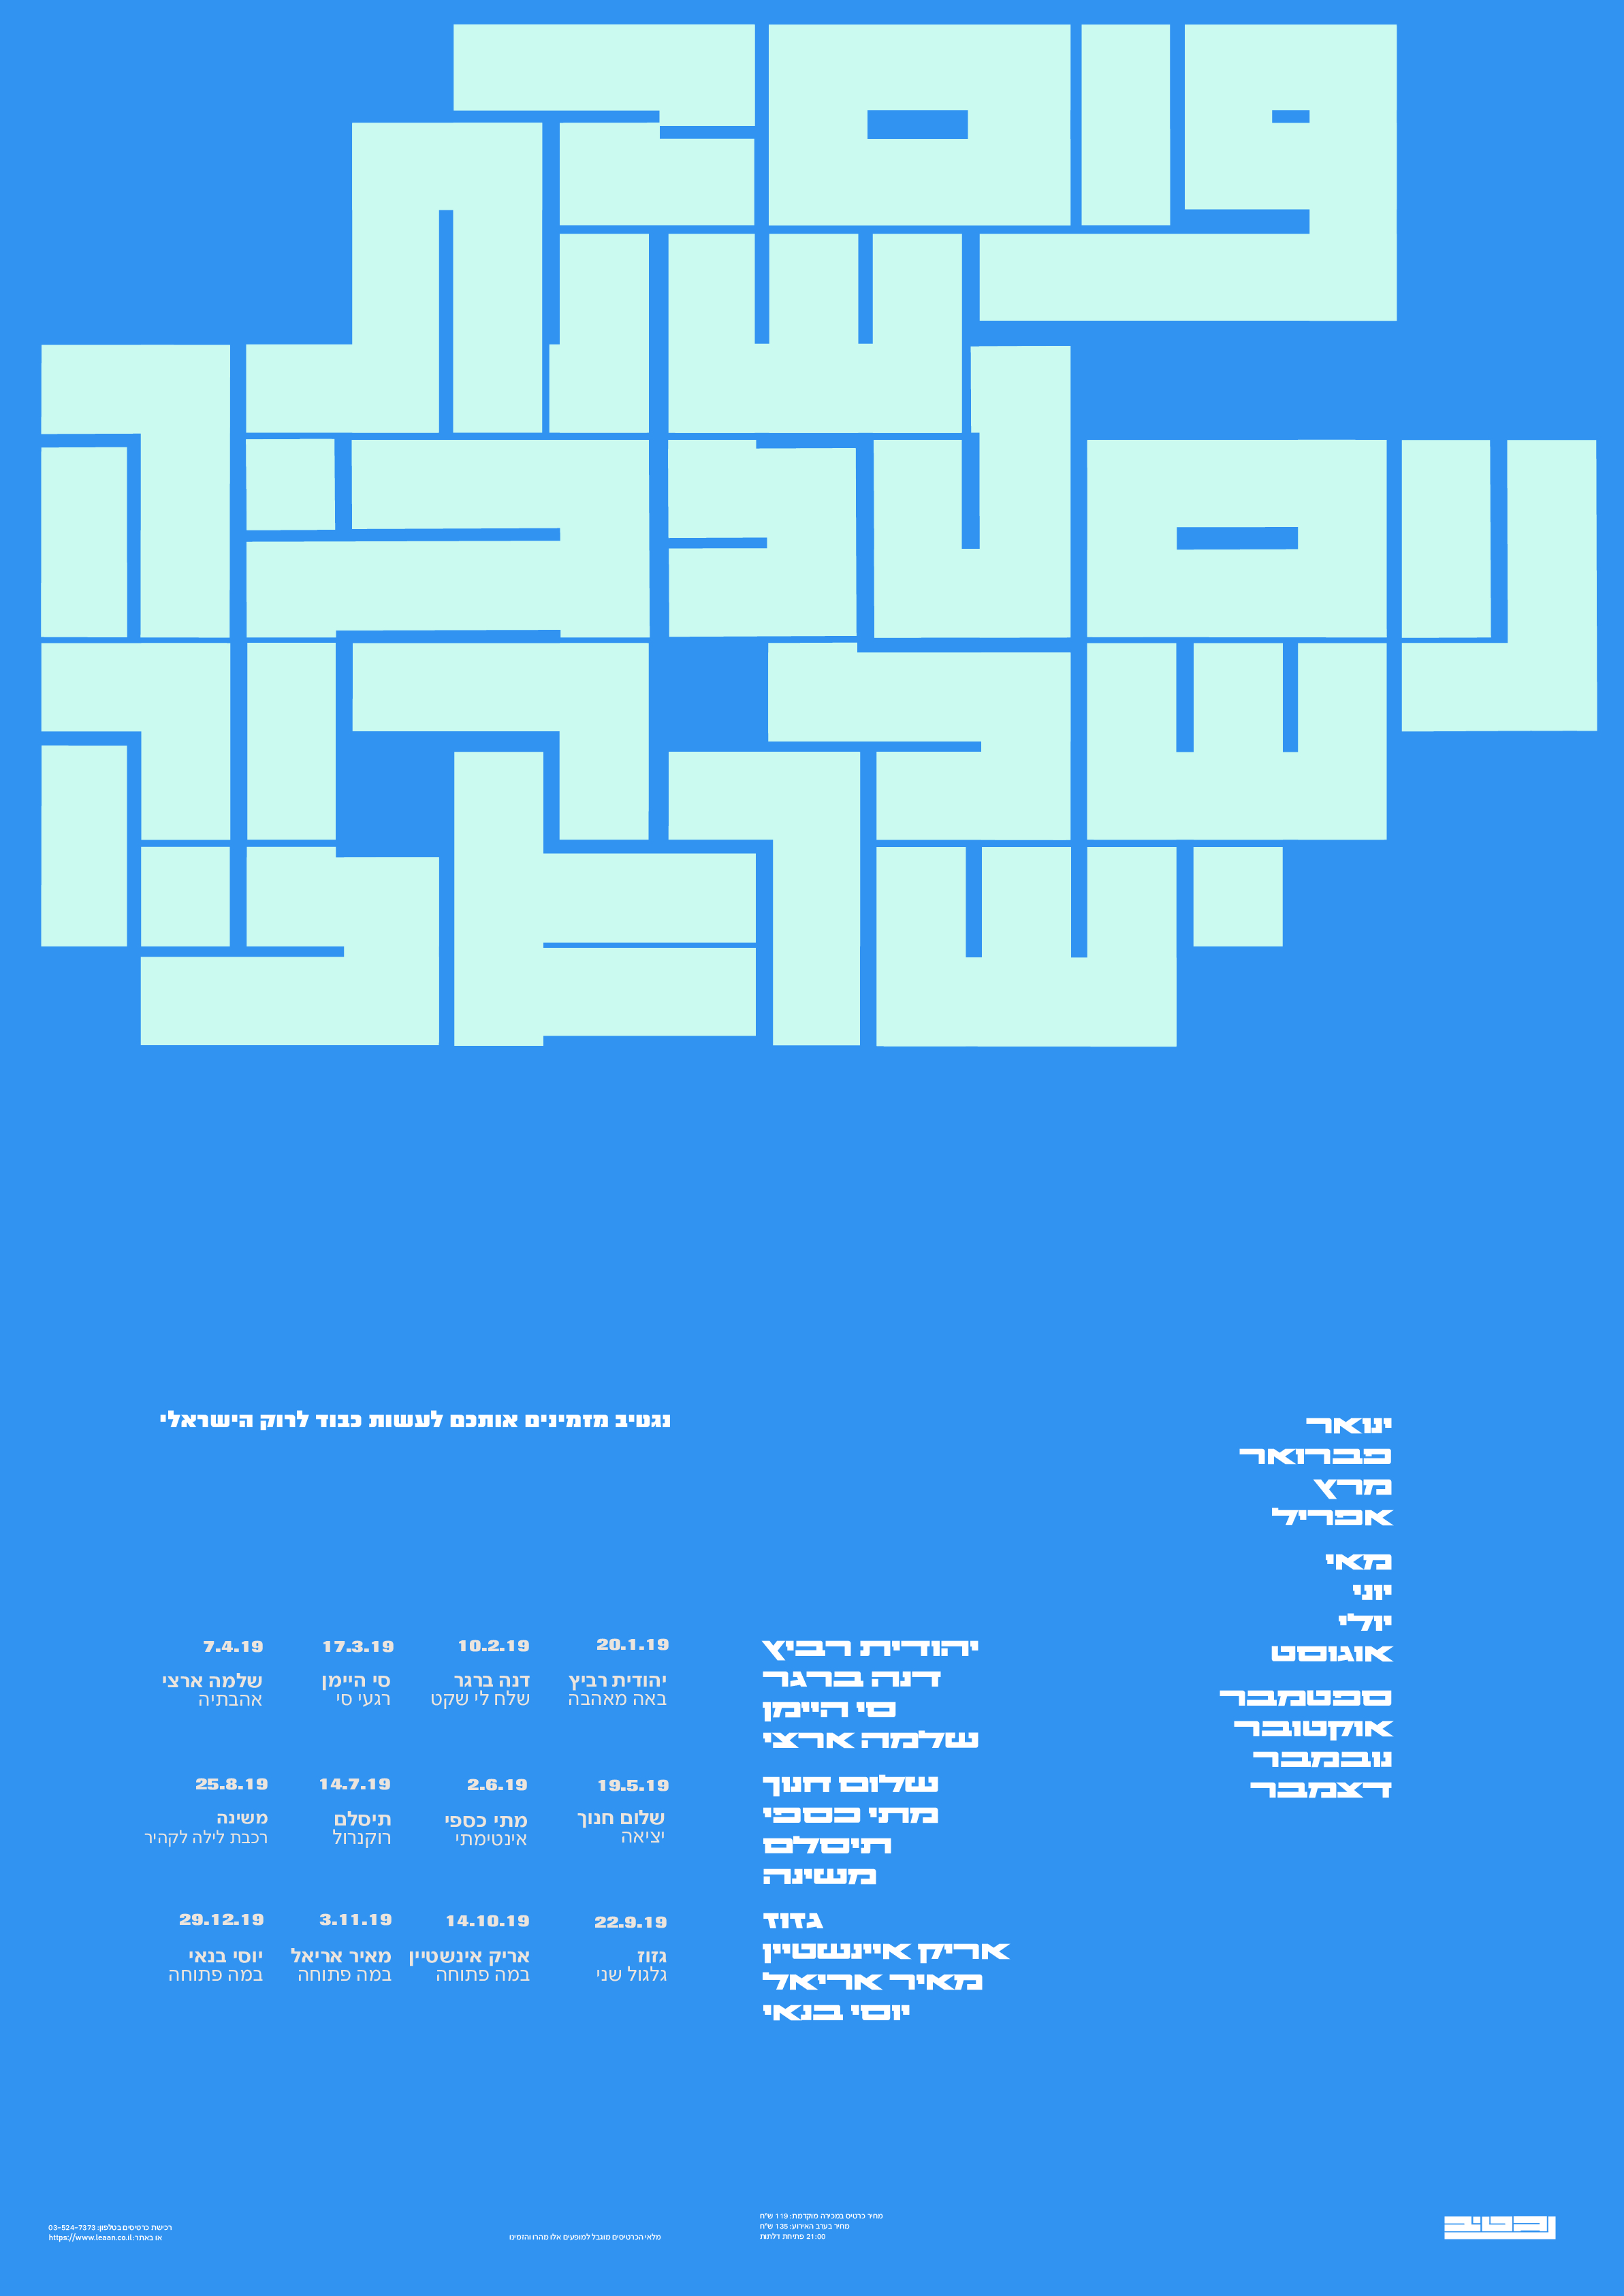 נגטיב מזמינים אותכם לעשות כבוד לרוק הישראלי
ינואר
פברואר
מרץ
אפריל
מאי
יוני
יולי
אוגוסט
ספטמבר
אוקטובר
נובמבר
דצמבר
יהודית רביץ
דנה ברגר
סי היימן
שלמה ארצי
שלום חנוך
מתי כספי
תיסלם
משינה
גזוז
אריק איינשטיין
מאיר אריאל
יוסי בנאי
20.1.19
יהודית רביץ
באה מאהבה
10.2.19
דנה ברגר
שלח לי שקט
17.3.19
סי היימן
רגעי סי
7.4.19
שלמה ארצי
אהבתיה
19.5.19
שלום חנוך
יציאה
2.6.19
מתי כספי
אינטימתי
14.7.19
תיסלם
רוקנרול
25.8.19
משינה
רכבת לילה לקהיר
22.9.19
גזוז
גלגול שני
14.10.19
אריק אינשטיין
במה פתוחה
3.11.19
מאיר אריאל
במה פתוחה
29.12.19
יוסי בנאי
במה פתוחה
נגטיב
מחיר כרטיס במכירה מוקדמת: 119 ש"ח
מחיר בערב האירוע: 135 ש"ח
21:00 פתיחת דלתות
מלאי הכרטיסים מוגבל למופעים אלו מהרו והזמינו
רכישת כרטיסים בטלפון: 03-524-7373
או באתר: https://www.leaan.co.il